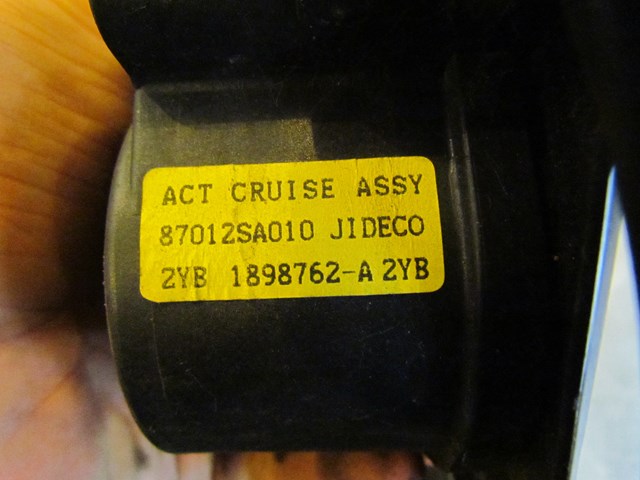 ACT CRUISE ASSY
87012SA010 JIDECO
2YB 1898762-A 2YB